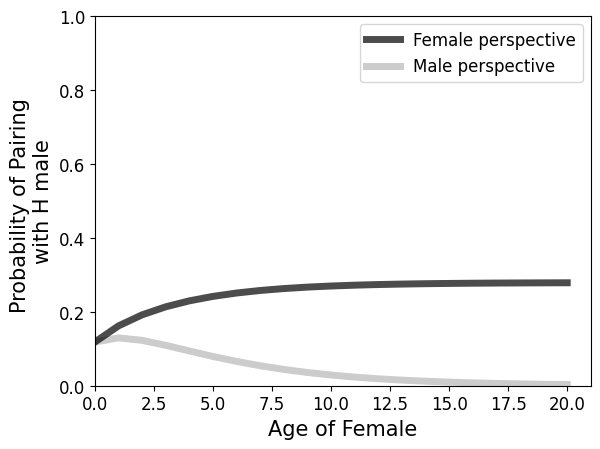 Female perspective
Male perspective
Probability of Pairing
with H male
1.0
0.8
0.6
0.4
0.2
0.0
0.0 2.5 5.0 7.5 10.0 12.5 15.0 17.5 20.0
Age of Female